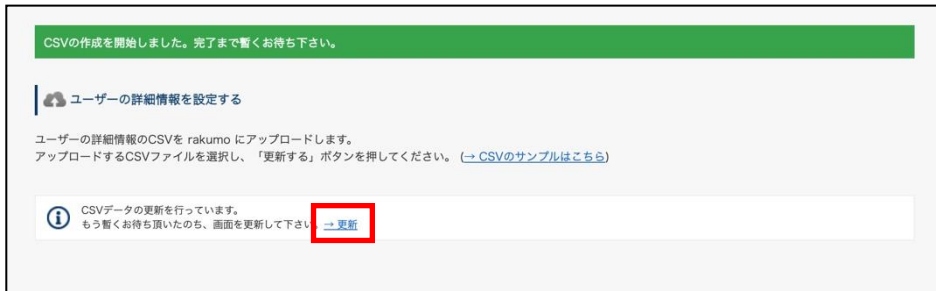 CSVの作成を開始しました。完了まで暫くお待ち下さい。
ユーザーの詳細情報を設定する
ユーザーの詳細情報のCSVを rakumo にアップロードします。
アップロードするCSVファイルを選択し、「更新する」ボタンを押してください。 (→ CSVのサンプルはこちら)
CSVデータの更新を行っています。
もう暫くお待ち頂いたのち、画面を更新して下さい。→ 更新